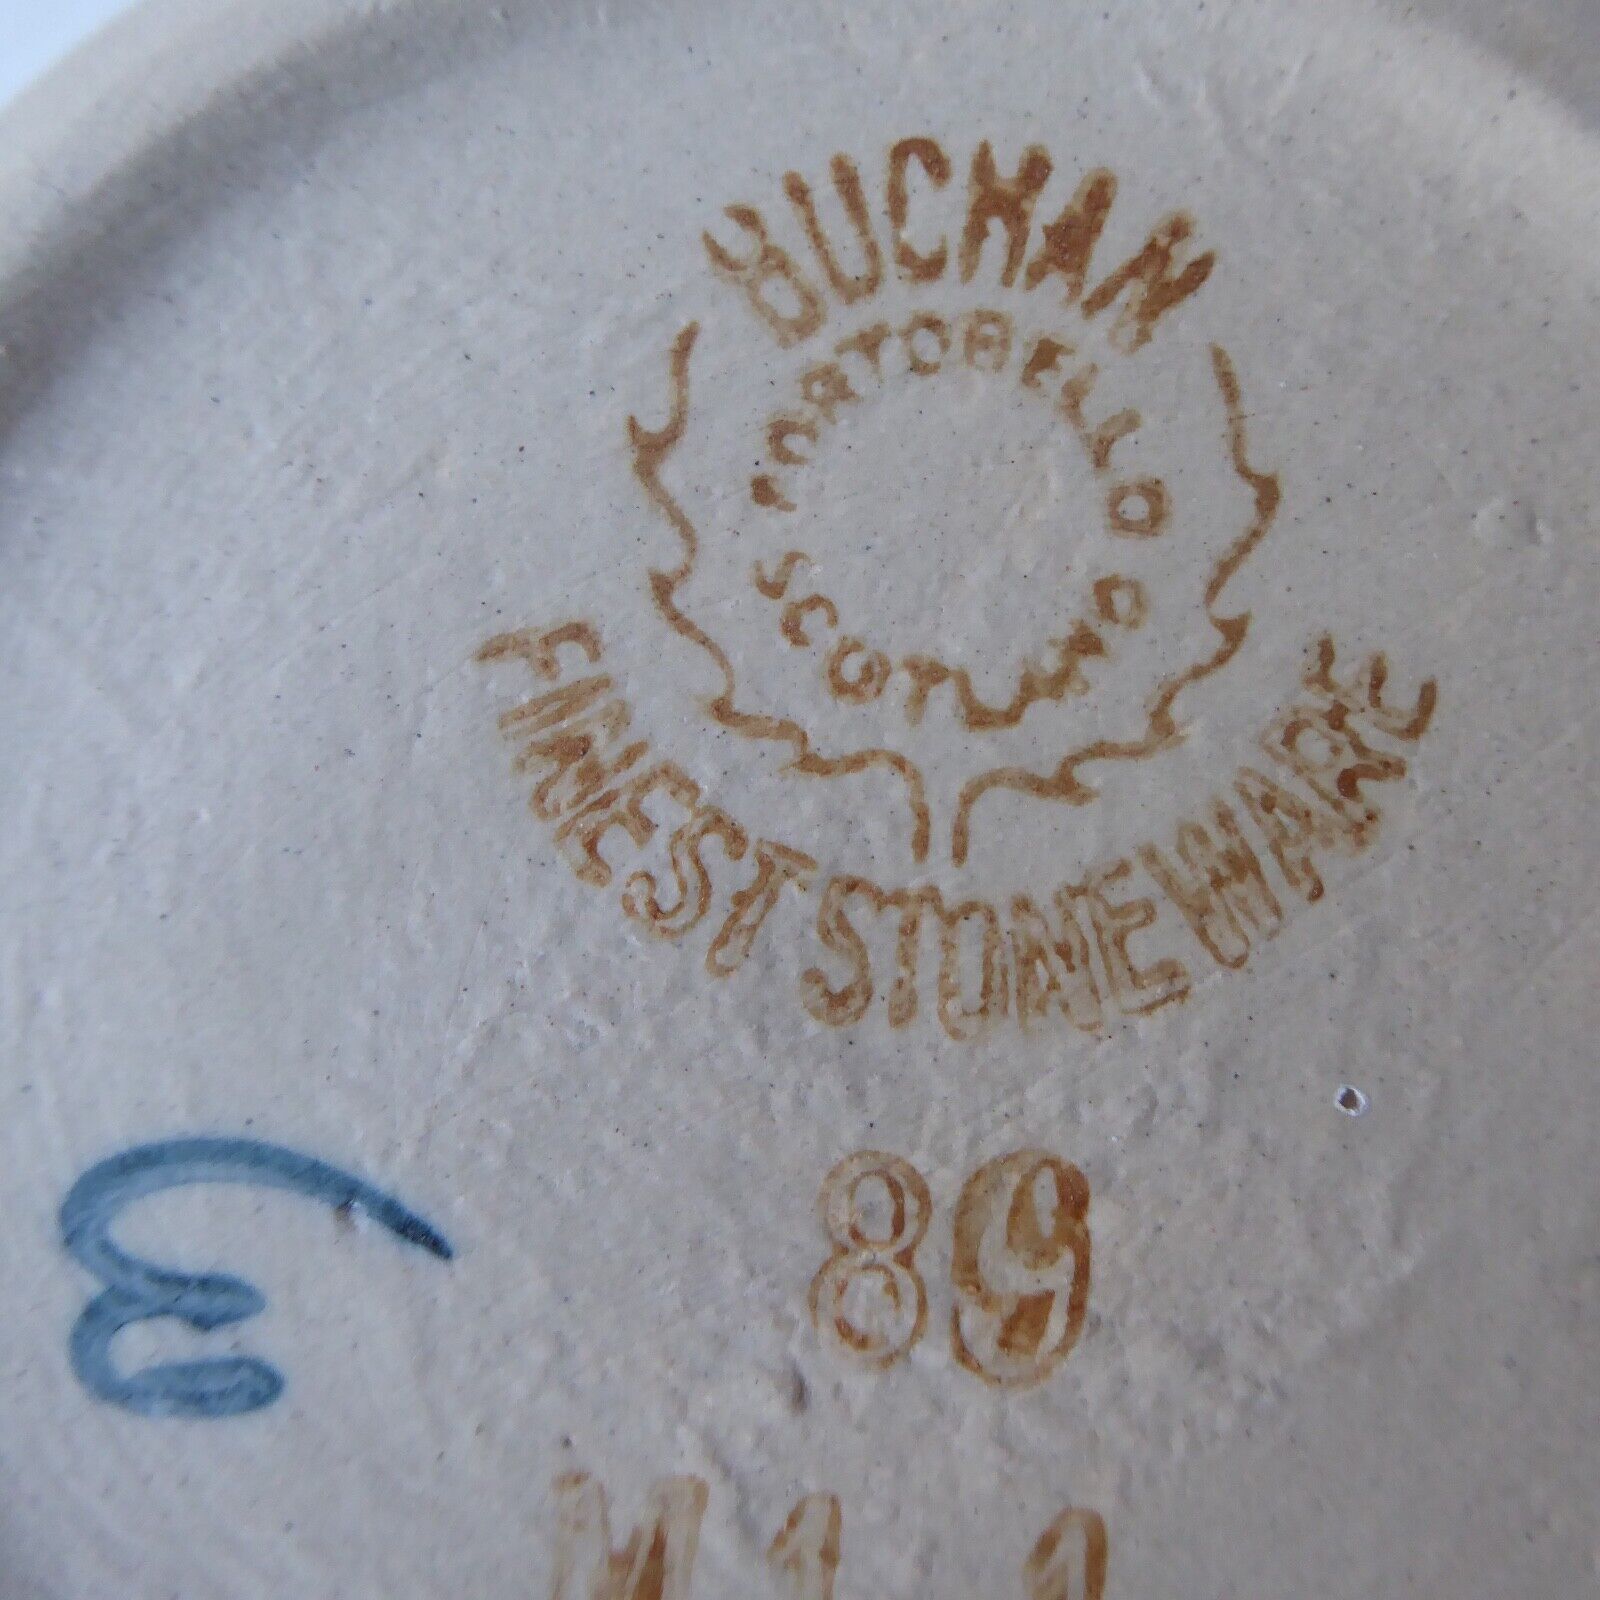 BUCHAN
PORTOBELLO
SCOTLAND
FINEST STONEWARE
89